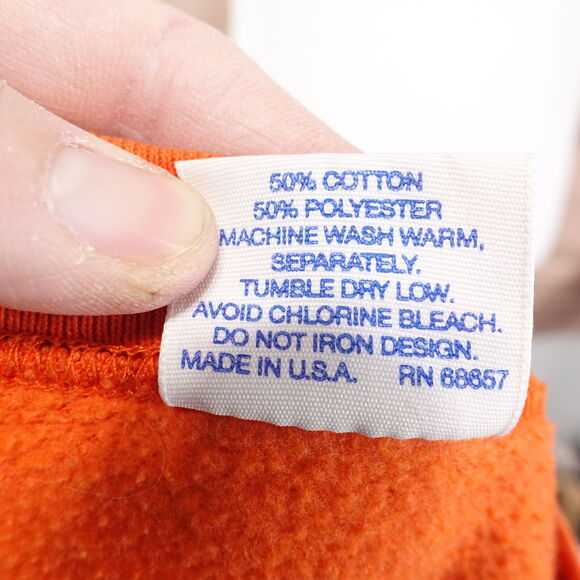 50% COTTON
50% POLYESTER
MACHINE WASH WARM,
SEPARATELY.
TUMBLE DRY LOW.
AVOID CHLORINE BLEACH.
DO NOT IRON DESIGN.
MADE IN U.S.A. RN 68657